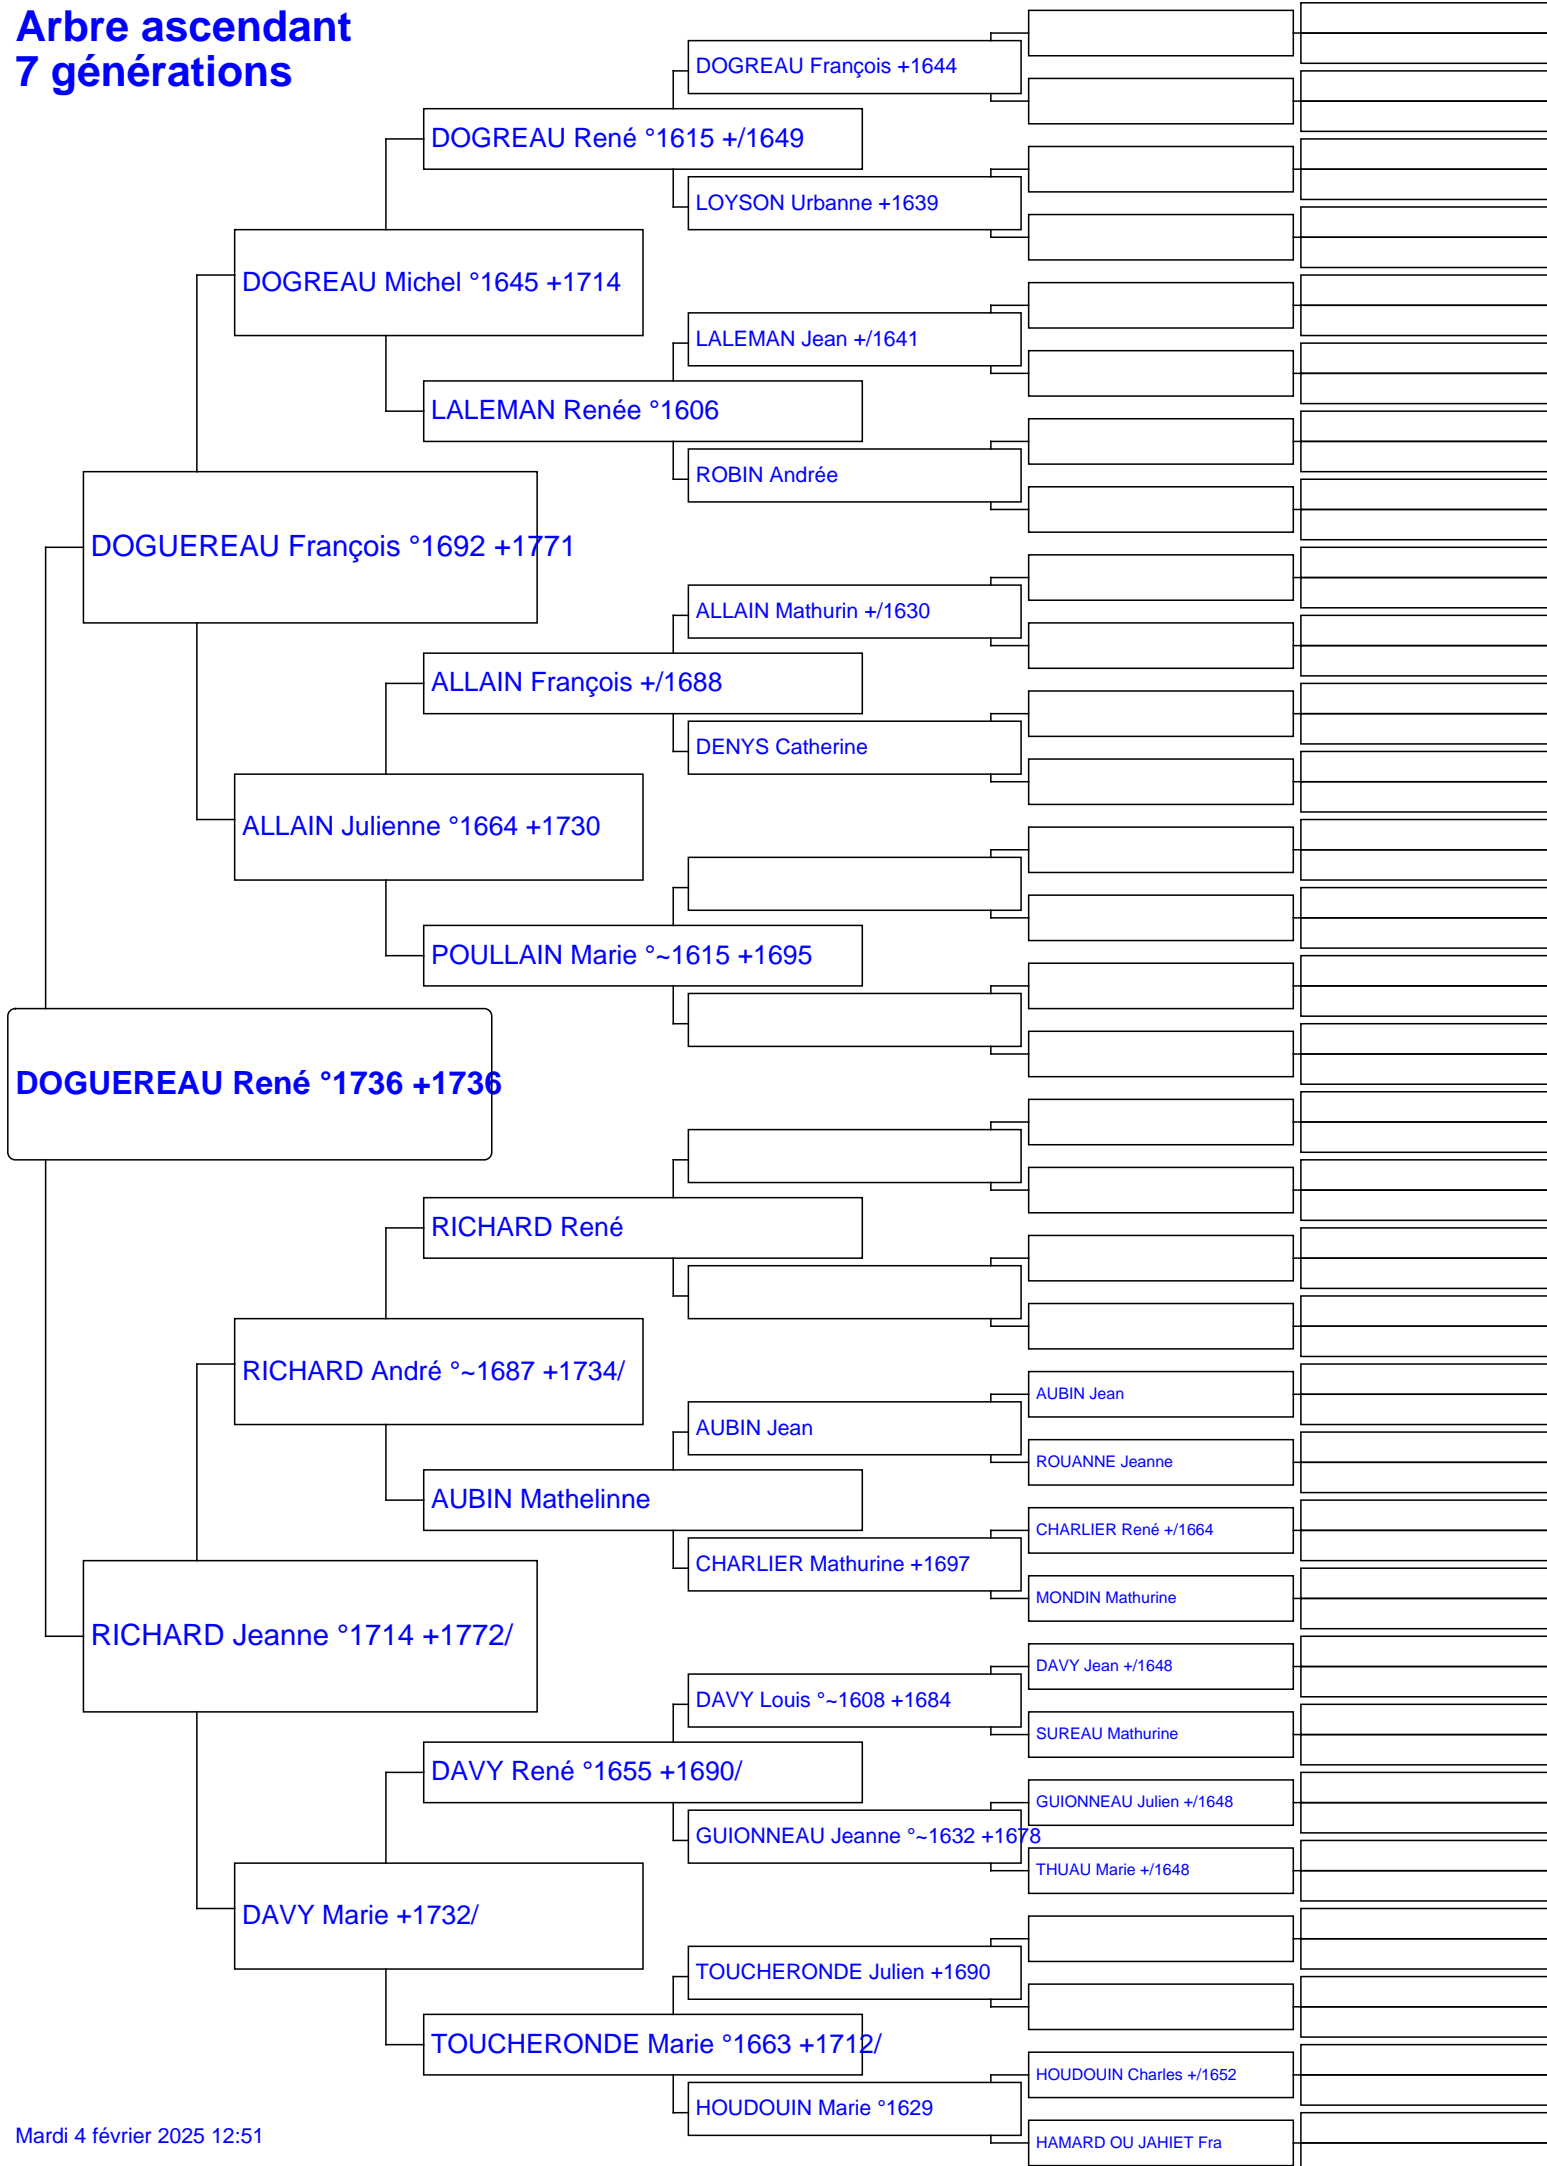 Arbre ascendant
7 générations
DOGREAU François +1644
DOGREAU René °1615 +/1649
LOYSON Urbanne +1639
DOGREAU Michel °1645 +1714
LALEMAN Jean +/1641
LALEMAN Renée °1606
ROBIN Andrée
DOGUEREAU François °1692 +1771
ALLAIN Mathurin +/1630
ALLAIN François +/1688
DENYS Catherine
ALLAIN Julienne °1664 +1730
POULLAIN Marie °~1615 +1695
DOGUEREAU René °1736 +1736
RICHARD René
RICHARD André °~1687 +1734/
AUBIN Jean
AUBIN Jean
ROUANNE Jeanne
AUBIN Mathelinne
CHARLIER René +/1664
CHARLIER Mathurine +1697
MONDIN Mathurine
RICHARD Jeanne °1714 +1772/
DAVY Jean +/1648
DAVY Louis °~1608 +1684
SUREAU Mathurine
DAVY René °1655 +1690/
GUIONNEAU Julien +/1648
GUIONNEAU Jeanne °~1632 +1678
THUAU Marie +/1648
DAVY Marie +1732/
TOUCHERONDE Julien +1690
TOUCHERONDE Marie °1663 +1712/
HOUDOUIN Charles +/1652
HOUDOUIN Marie °1629
HAMARD OU JAHIET Fra
Mardi 4 février 2025 12:51